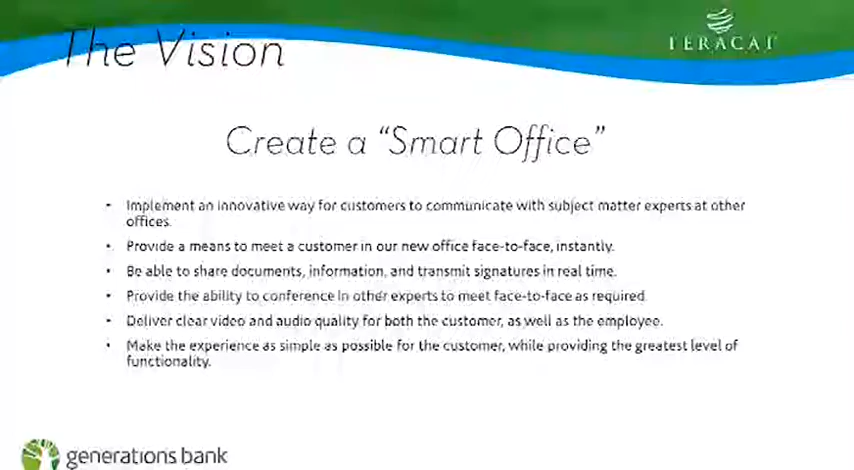 The Vision
TERACAI
Create a “Smart Office”
• Implement an innovative way for customers to communicate with subject matter experts at other
offices.
• Provide a means to meet a customer in our new office face-to-face, instantly.
• Be able to share documents, information, and transmit signatures in real time.
• Provide the ability to conference in other experts to meet face-to-face as required.
• Deliver clear video and audio quality for both the customer, as well as the employee.
• Make the experience as simple as possible for the customer, while providing the greatest level of
functionality.
generations bank